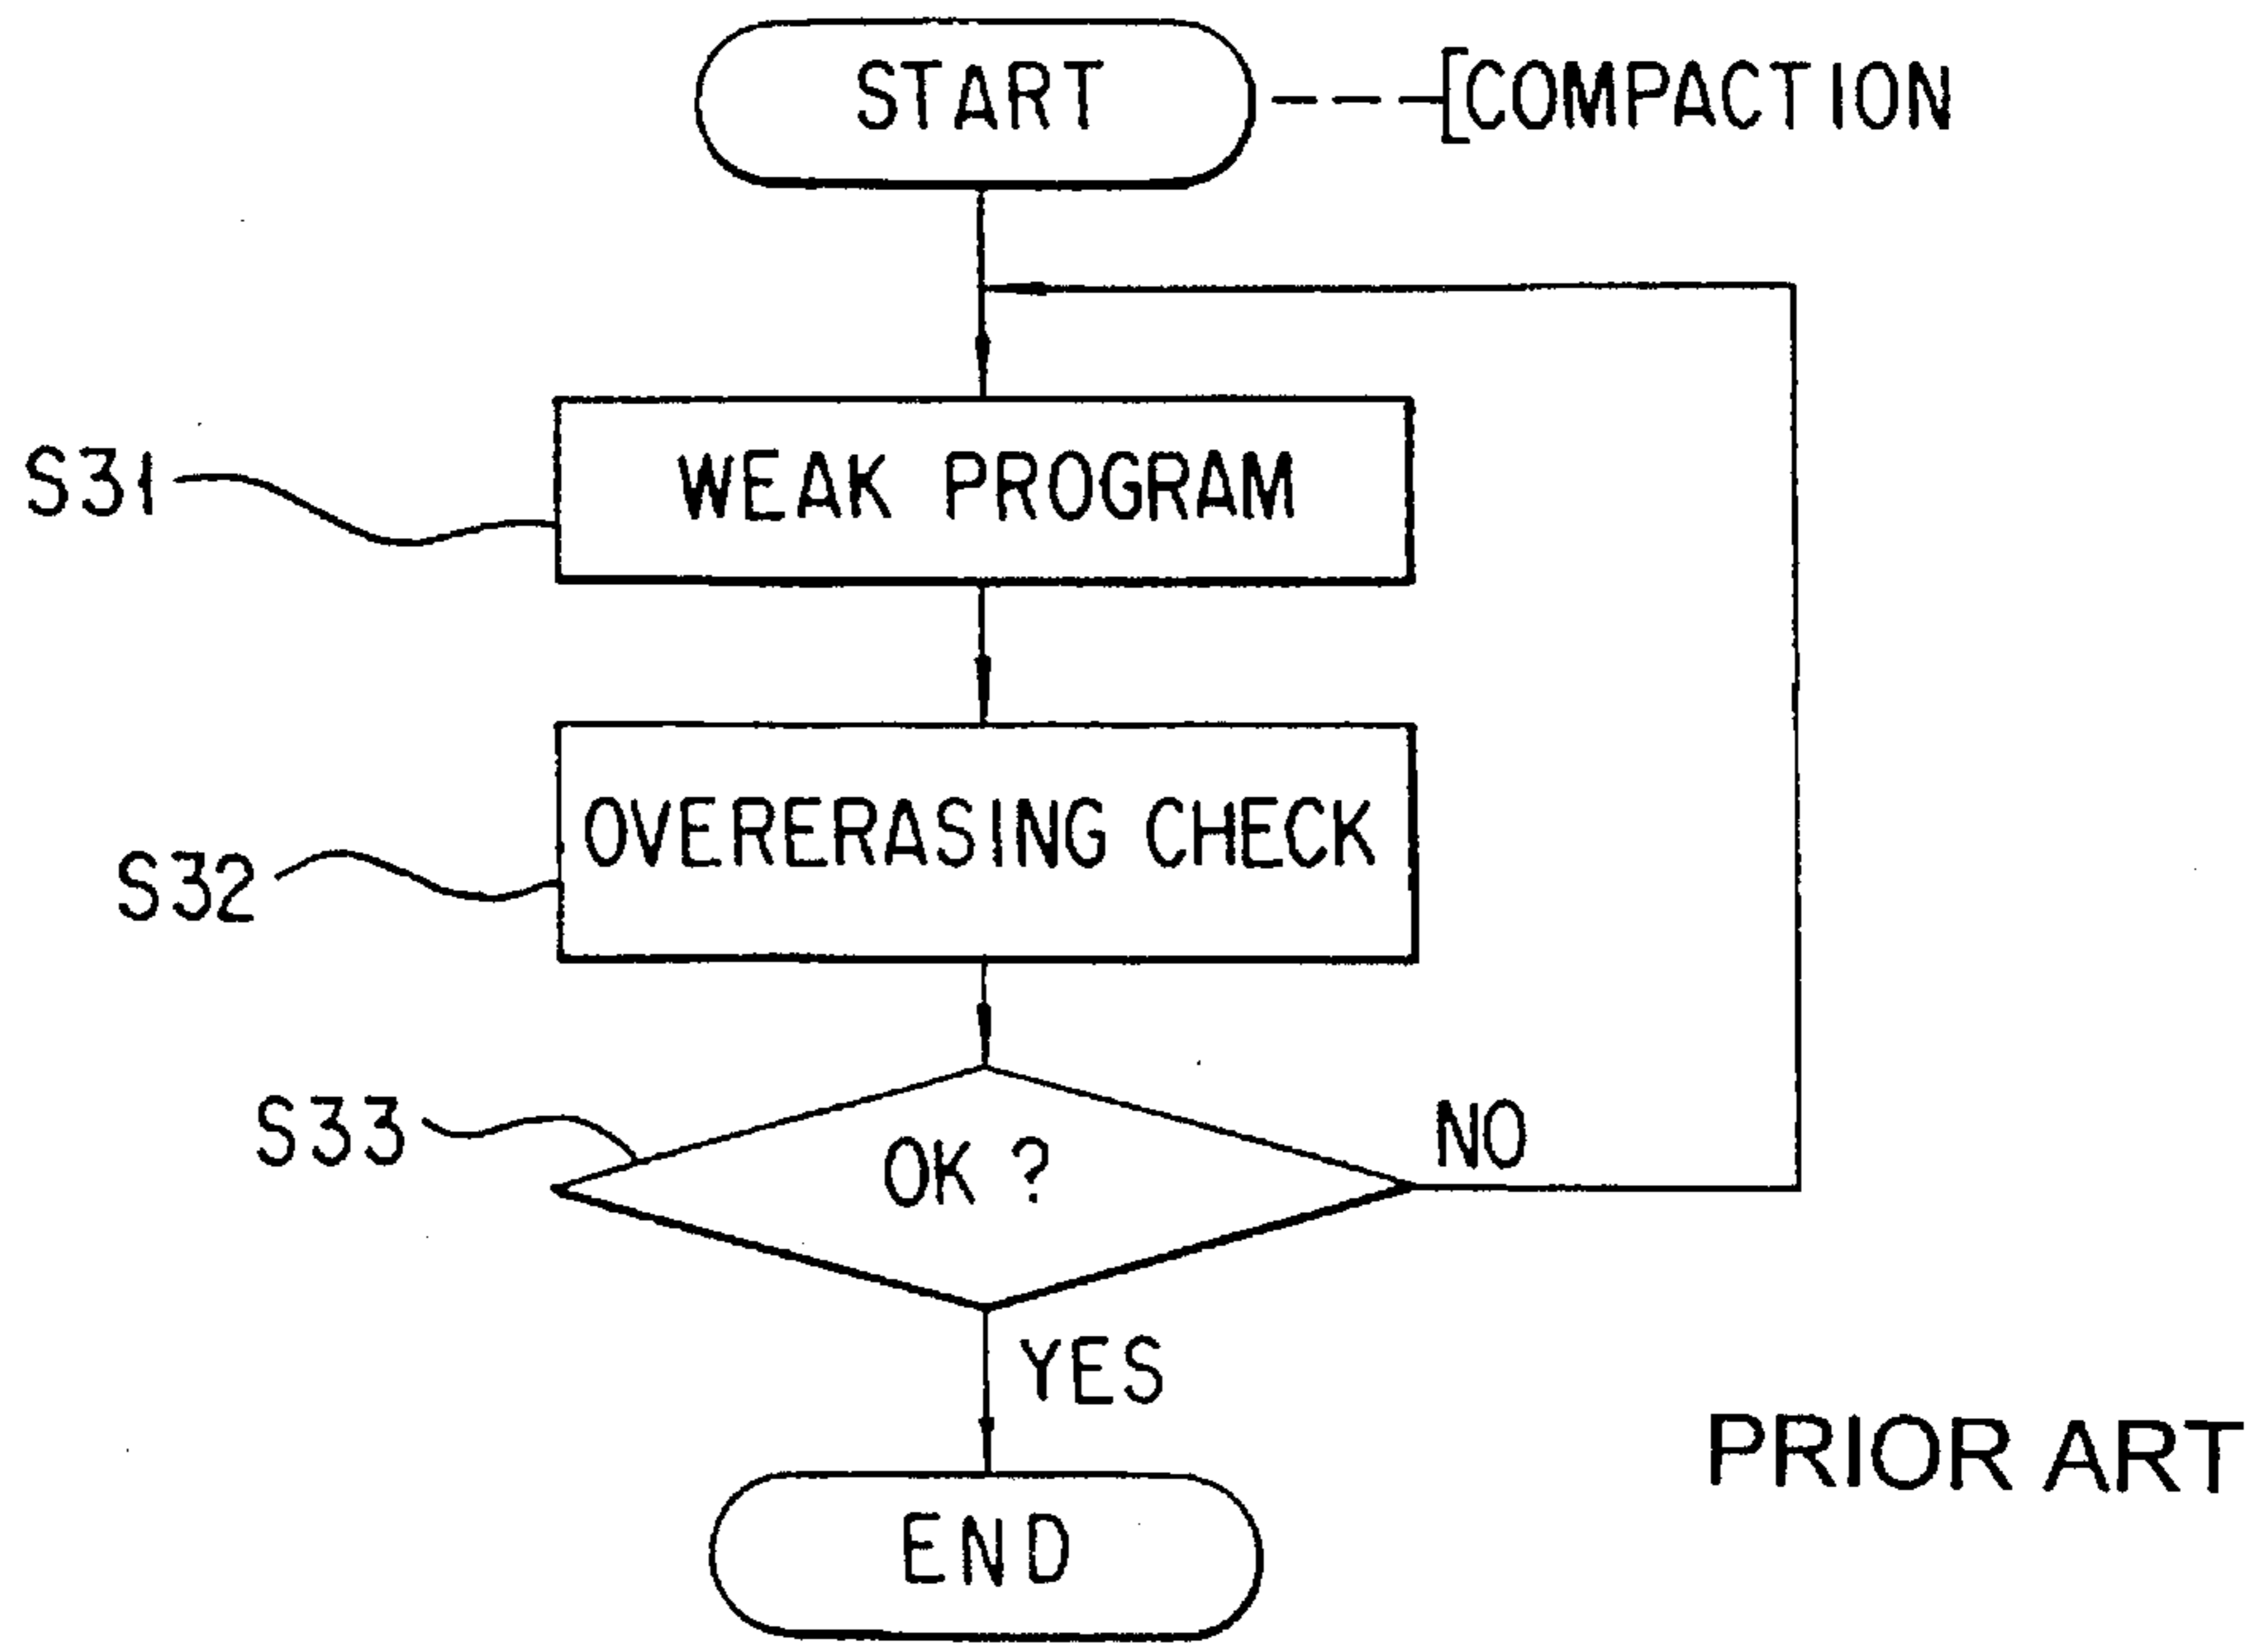 START
COMPACTION
S31
WEAK PROGRAM
S32
OVERERASING CHECK
S33
OK ?
NO
YES
PRIOR ART
END